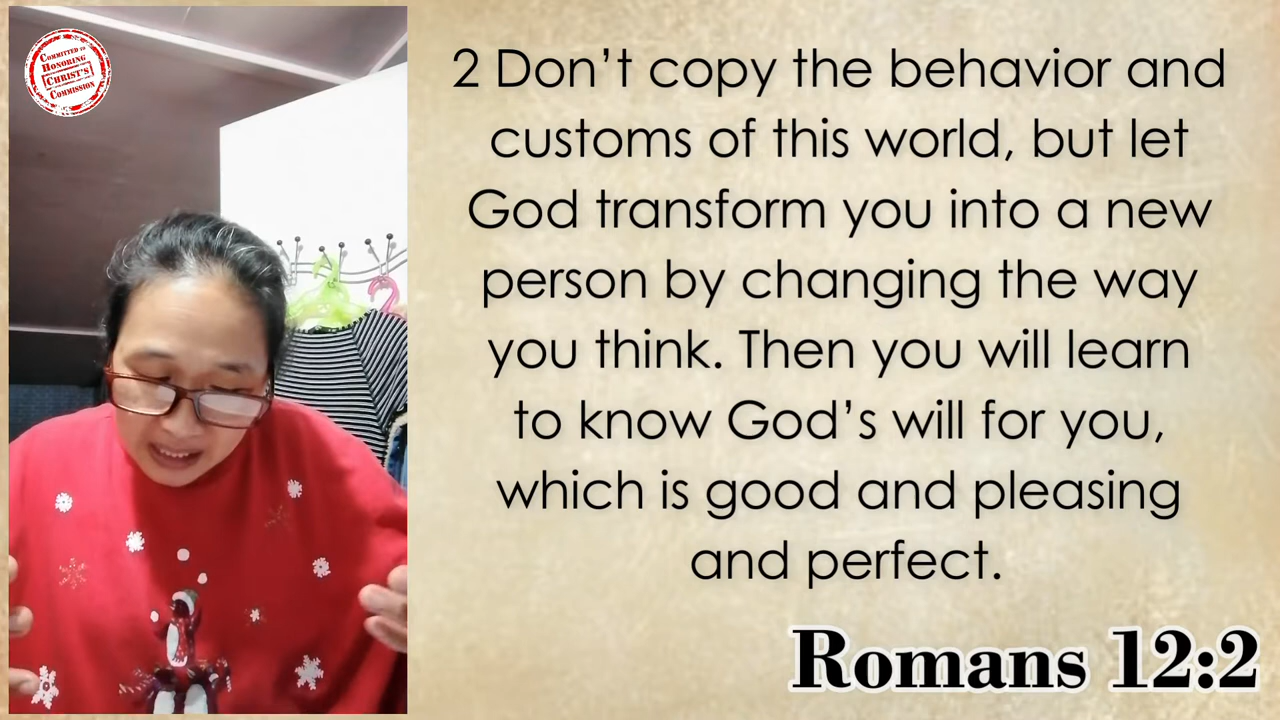 COMMITTED TO
HONORING
CHRIST'S
COMMISSION
2 Don’t copy the behavior and
customs of this world, but let
God transform you into a new
person by changing the way
you think. Then you will learn
to know God’s will for you,
which is good and pleasing
and perfect.
Romans 12:2